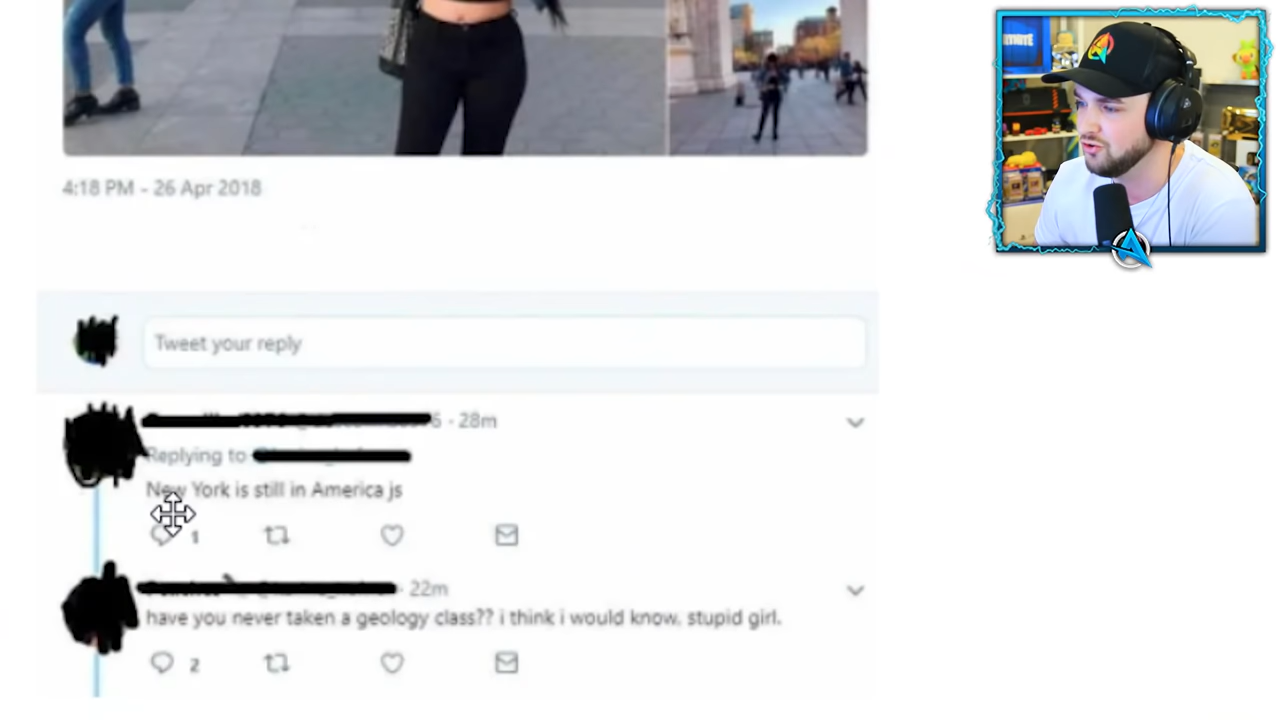 4:18 PM - 26 Apr 2018
Tweet your reply
6 · 28m
Replying to
New York is still in America js
1
· 22m
have you never taken a geology class?? i think i would know, stupid girl.
2